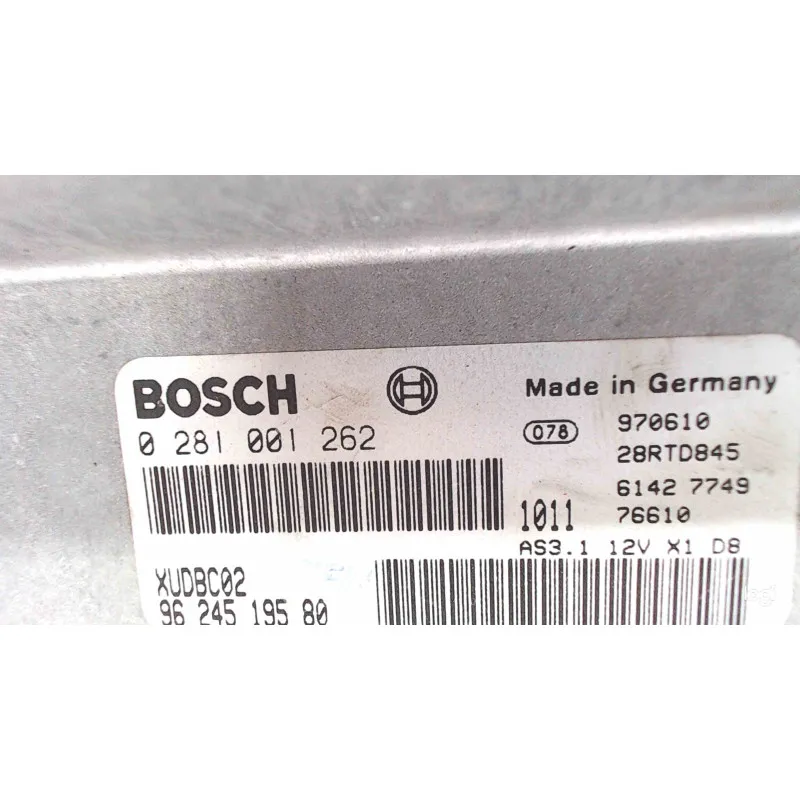 BOSCH
Made in Germany
0 281 001 262
078
970610
28RTD845
6142 7749
1011
76610
AS3.1 12V X1 D8
XUDBC02
96 245 195 80